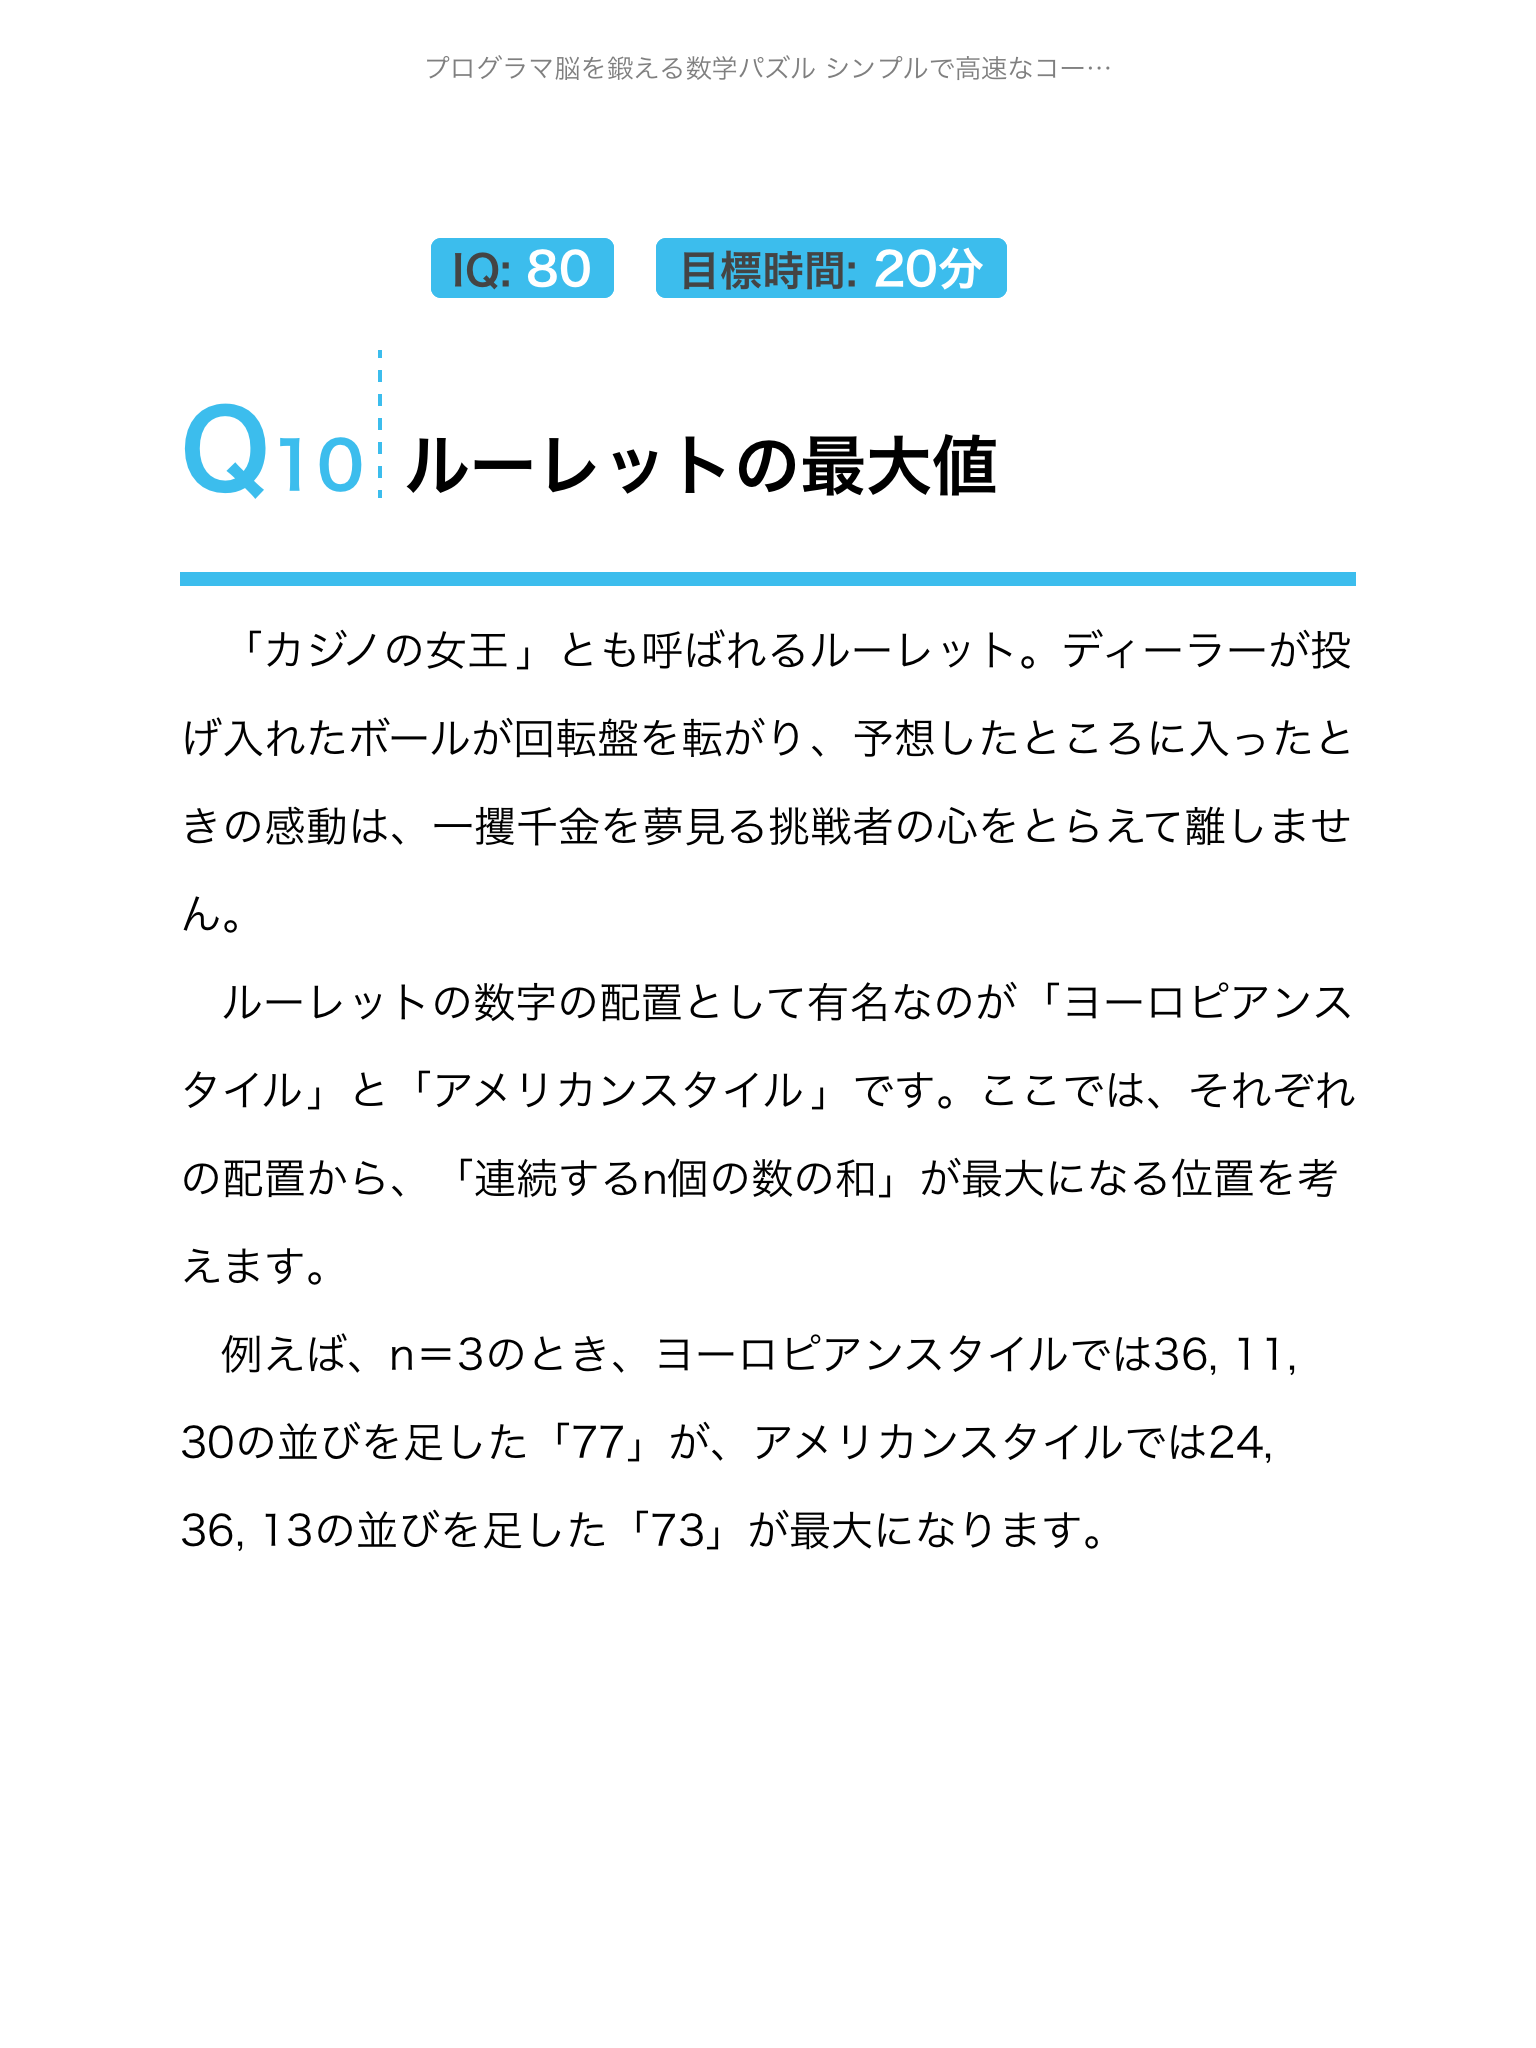 プログラマ脳を鍛える数学パズル シンプルで高速なコー…
IQ: 80 目標時間: 20分
Q10 ルーレットの最大値
「カジノの女王」とも呼ばれるルーレット。ディーラーが投
げ入れたボールが回転盤を転がり、予想したところに入ったと
きの感動は、一攫千金を夢見る挑戦者の心をとらえて離しませ
ん。
ルーレットの数字の配置として有名なのが「ヨーロピアンス
タイル」と「アメリカンスタイル」です。ここでは、それぞれ
の配置から、「連続するn個の数の和」が最大になる位置を考
えます。
例えば、n＝3のとき、ヨーロピアンスタイルでは36, 11,
30の並びを足した「77」が、アメリカンスタイルでは24,
36, 13の並びを足した「73」が最大になります。